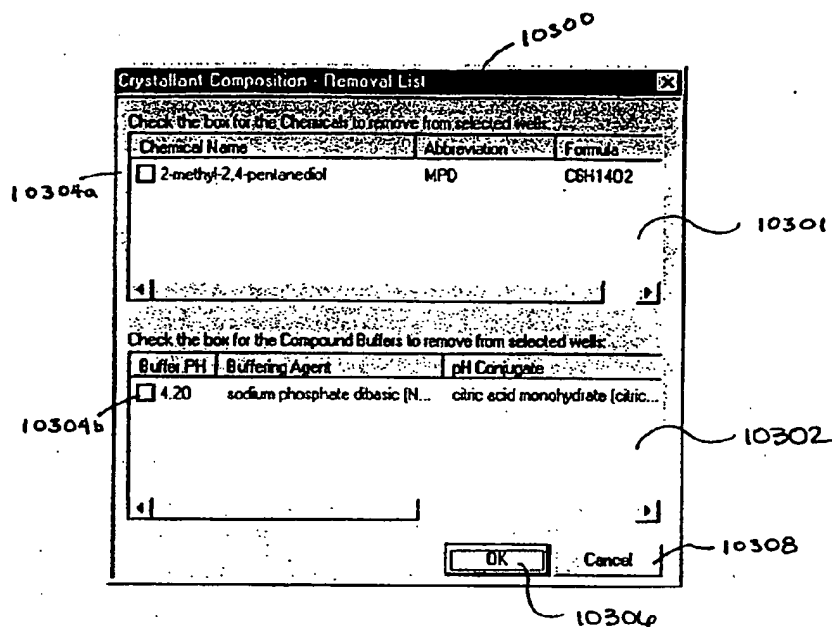 10300
Crystallant Composition - Removal List
Check the box for the Chemicals to remove from selected wells:
Chemical Name Abbreviation Formula
10304a
2-methyl-2,4-pentanediol MPD C6H14O2
10301
Check the box for the Compound Buffers to remove from selected wells:
Buffer PH Buffering Agent pH Conjugate
4.20 sodium phosphate dibasic (N... citric acid monohydrate (citric...
10304b
10302
OK Cancel
10308
10306